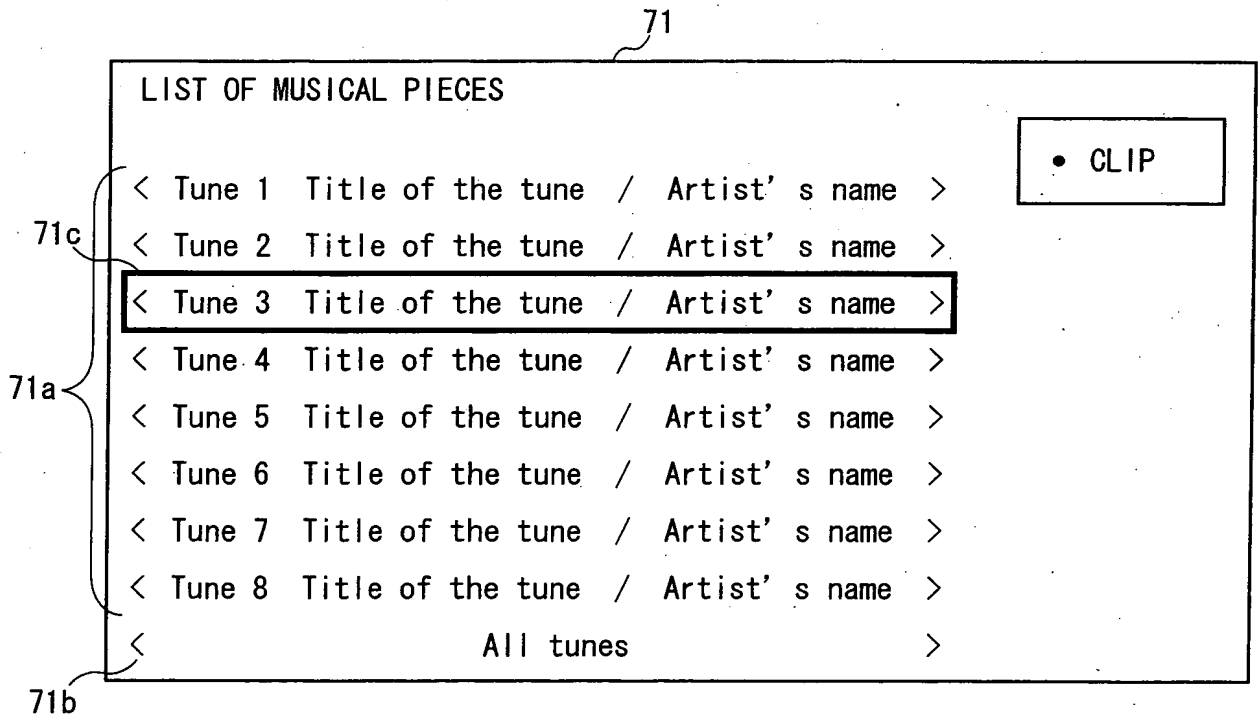 71
LIST OF MUSICAL PIECES
• CLIP
< Tune 1 Title of the tune / Artist' s name >
71c
< Tune 2 Title of the tune / Artist' s name >
< Tune 3 Title of the tune / Artist' s name >
< Tune 4 Title of the tune / Artist' s name >
71a
< Tune 5 Title of the tune / Artist' s name >
< Tune 6 Title of the tune / Artist' s name >
< Tune 7 Title of the tune / Artist' s name >
< Tune 8 Title of the tune / Artist' s name >
< All tunes >
71b